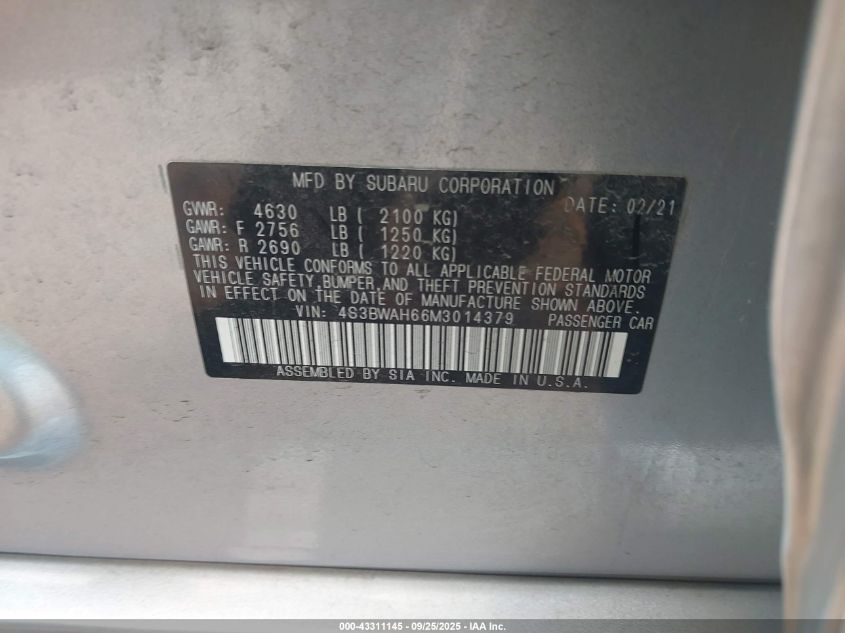 MFD BY SUBARU CORPORATION
DATE: 02/21
GVWR: 4630 LB ( 2100 KG)
GAWR: F 2756 LB ( 1250 KG)
GAWR: R 2690 LB ( 1220 KG)
THIS VEHICLE CONFORMS TO ALL APPLICABLE FEDERAL MOTOR
VEHICLE SAFETY,BUMPER,AND THEFT PREVENTION STANDARDS
IN EFFECT ON THE DATE OF MANUFACTURE SHOWN ABOVE.
VIN: 4S3BWAH66M3014379 PASSENGER CAR
ASSEMBLED BY SIA INC. MADE IN U.S.A.
000-43311145 - 09/25/2025 - IAA Inc.